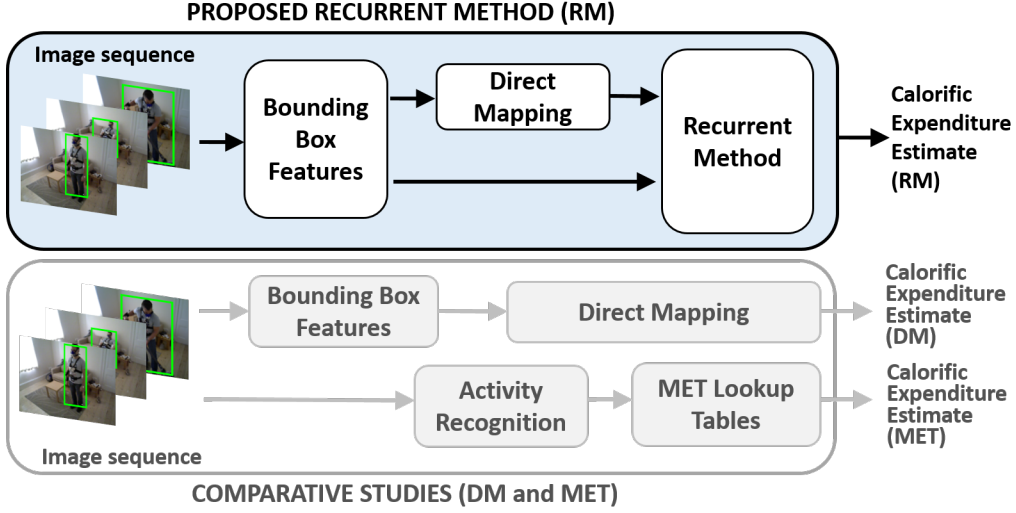 PROPOSED RECURRENT METHOD (RM)
Image sequence
Bounding
Box
Features
Direct
Mapping
Recurrent
Method
Calorific
Expenditure
Estimate
(RM)
Bounding Box
Features
Direct Mapping
Calorific
Expenditure
Estimate
(DM)
Activity
Recognition
MET Lookup
Tables
Calorific
Expenditure
Estimate
(MET)
Image sequence
COMPARATIVE STUDIES (DM and MET)